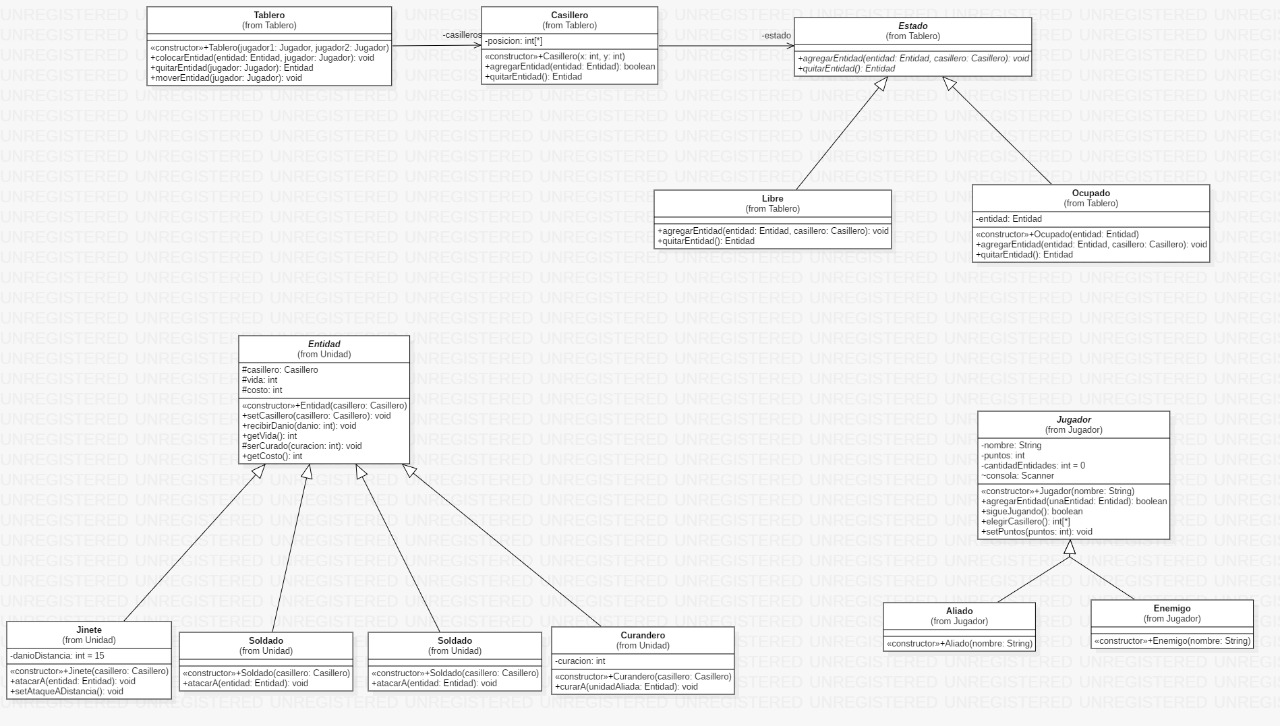 Tablero
(from Tablero)
«constructor»+Tablero(jugador1: Jugador, jugador2: Jugador)
+colocarEntidad(entidad: Entidad, jugador: Jugador): void
+quitarEntidad(jugador: Jugador): Entidad
+moverEntidad(jugador: Jugador): void
-casilleros
Casillero
(from Tablero)
-posicion: int[*]
«constructor»+Casillero(x: int, y: int)
+agregarEntidad(entidad: Entidad): boolean
+quitarEntidad(): Entidad
-estado
Estado
(from Tablero)
+agregarEntidad(entidad: Entidad, casillero: Casillero): void
+quitarEntidad(): Entidad
Libre
(from Tablero)
+agregarEntidad(entidad: Entidad, casillero: Casillero): void
+quitarEntidad(): Entidad
Ocupado
(from Tablero)
-entidad: Entidad
«constructor»+Ocupado(entidad: Entidad)
+agregarEntidad(entidad: Entidad, casillero: Casillero): void
+quitarEntidad(): Entidad
Entidad
(from Unidad)
#casillero: Casillero
#vida: int
#costo: int
«constructor»+Entidad(casillero: Casillero)
+setCasillero(casillero: Casillero): void
+recibirDanio(danio: int): void
+getVida(): int
#serCurado(curacion: int): void
+getCosto(): int
Jugador
(from Jugador)
-nombre: String
-puntos: int
-cantidadEntidades: int = 0
~consola: Scanner
«constructor»+Jugador(nombre: String)
+agregarEntidad(unaEntidad: Entidad): boolean
+sigueJugando(): boolean
+elegirCasillero(): int[*]
+setPuntos(puntos: int): void
Jinete
(from Unidad)
-danioDistancia: int = 15
«constructor»+Jinete(casillero: Casillero)
+atacarA(entidad: Entidad): void
+setAtaqueADistancia(): void
Soldado
(from Unidad)
«constructor»+Soldado(casillero: Casillero)
+atacarA(entidad: Entidad): void
Soldado
(from Unidad)
«constructor»+Soldado(casillero: Casillero)
+atacarA(entidad: Entidad): void
Curandero
(from Unidad)
-curacion: int
«constructor»+Curandero(casillero: Casillero)
+curarA(unidadAliada: Entidad): void
Aliado
(from Jugador)
«constructor»+Aliado(nombre: String)
Enemigo
(from Jugador)
«constructor»+Enemigo(nombre: String)